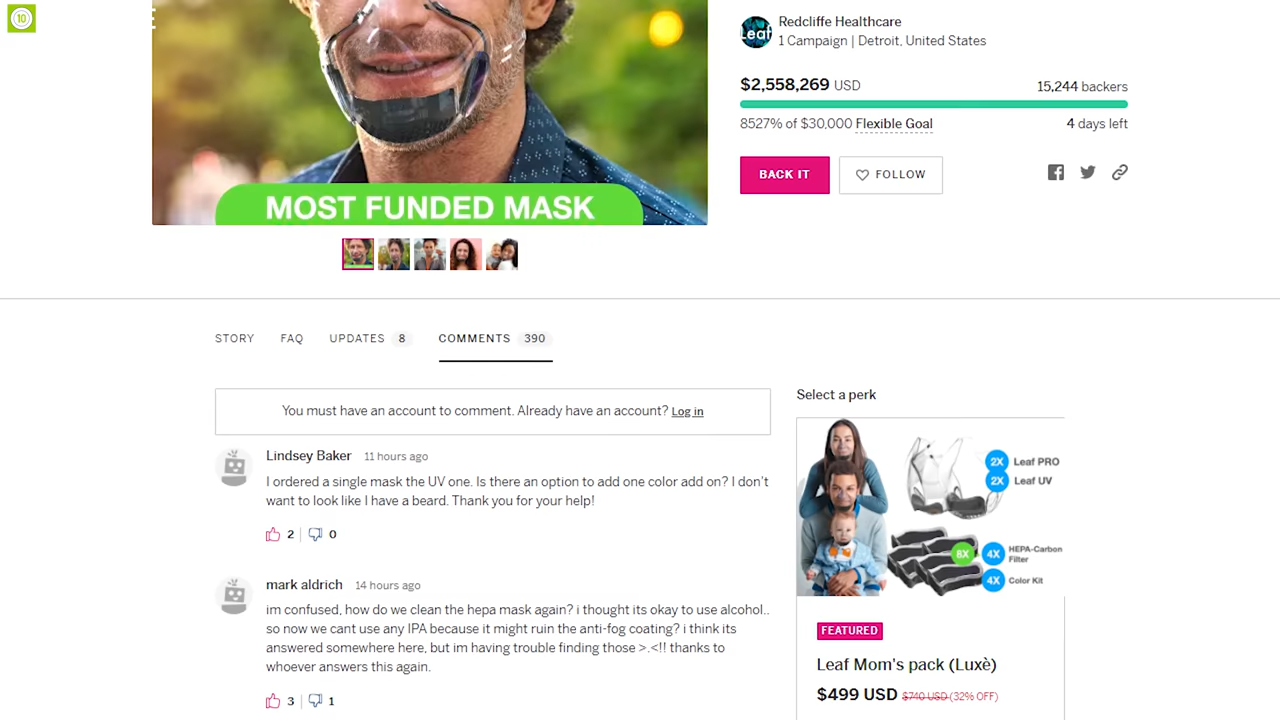 10
E
Redcliffe Healthcare
Leaf
1 Campaign | Detroit, United States
$2,558,269 USD
15,244 backers
8527% of $30,000 Flexible Goal
4 days left
BACK IT
FOLLOW
MOST FUNDED MASK
STORY
FAQ
UPDATES 8
COMMENTS 390
Select a perk
You must have an account to comment. Already have an account? Log in
Lindsey Baker 11 hours ago
I ordered a single mask the UV one. Is there an option to add one color add on? I don't
want to look like I have a beard. Thank you for your help!
2 | 0
mark aldrich 14 hours ago
im confused, how do we clean the hepa mask again? i thought its okay to use alcohol..
so now we cant use any IPA because it might ruin the anti-fog coating? i think its
answered somewhere here, but im having trouble finding those >.<!! thanks to
whoever answers this again.
3 | 1
2X Leaf PRO
2X Leaf UV
8X 4X HEPA-Carbon
Filter
4X Color Kit
FEATURED
Leaf Mom's pack (Luxè)
$499 USD $740 USD (32% OFF)